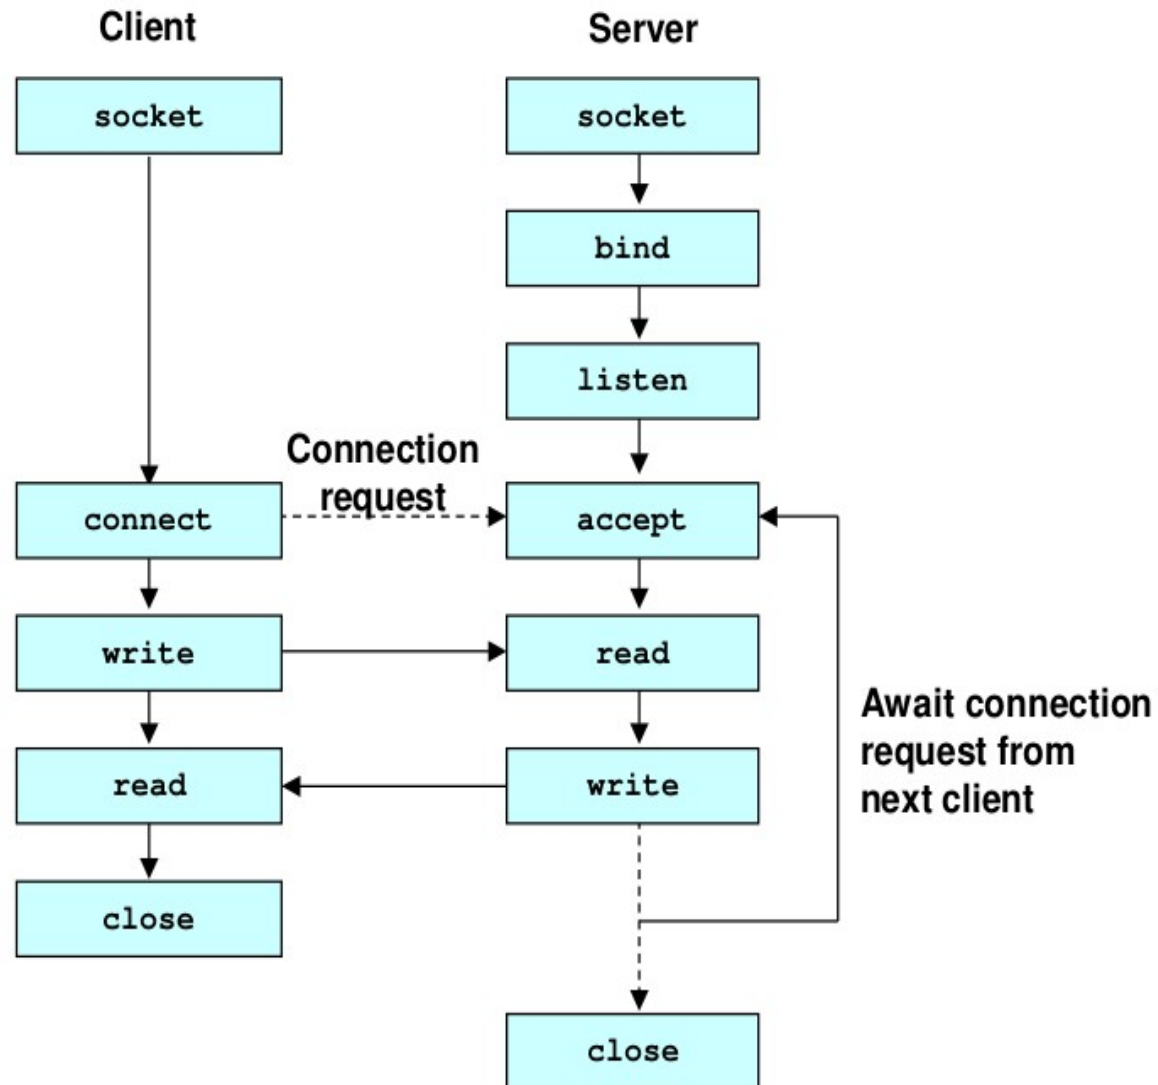 Client
Server
socket
socket
bind
listen
Connection
request
connect
accept
write
read
Await connection
request from
next client
read
write
close
close